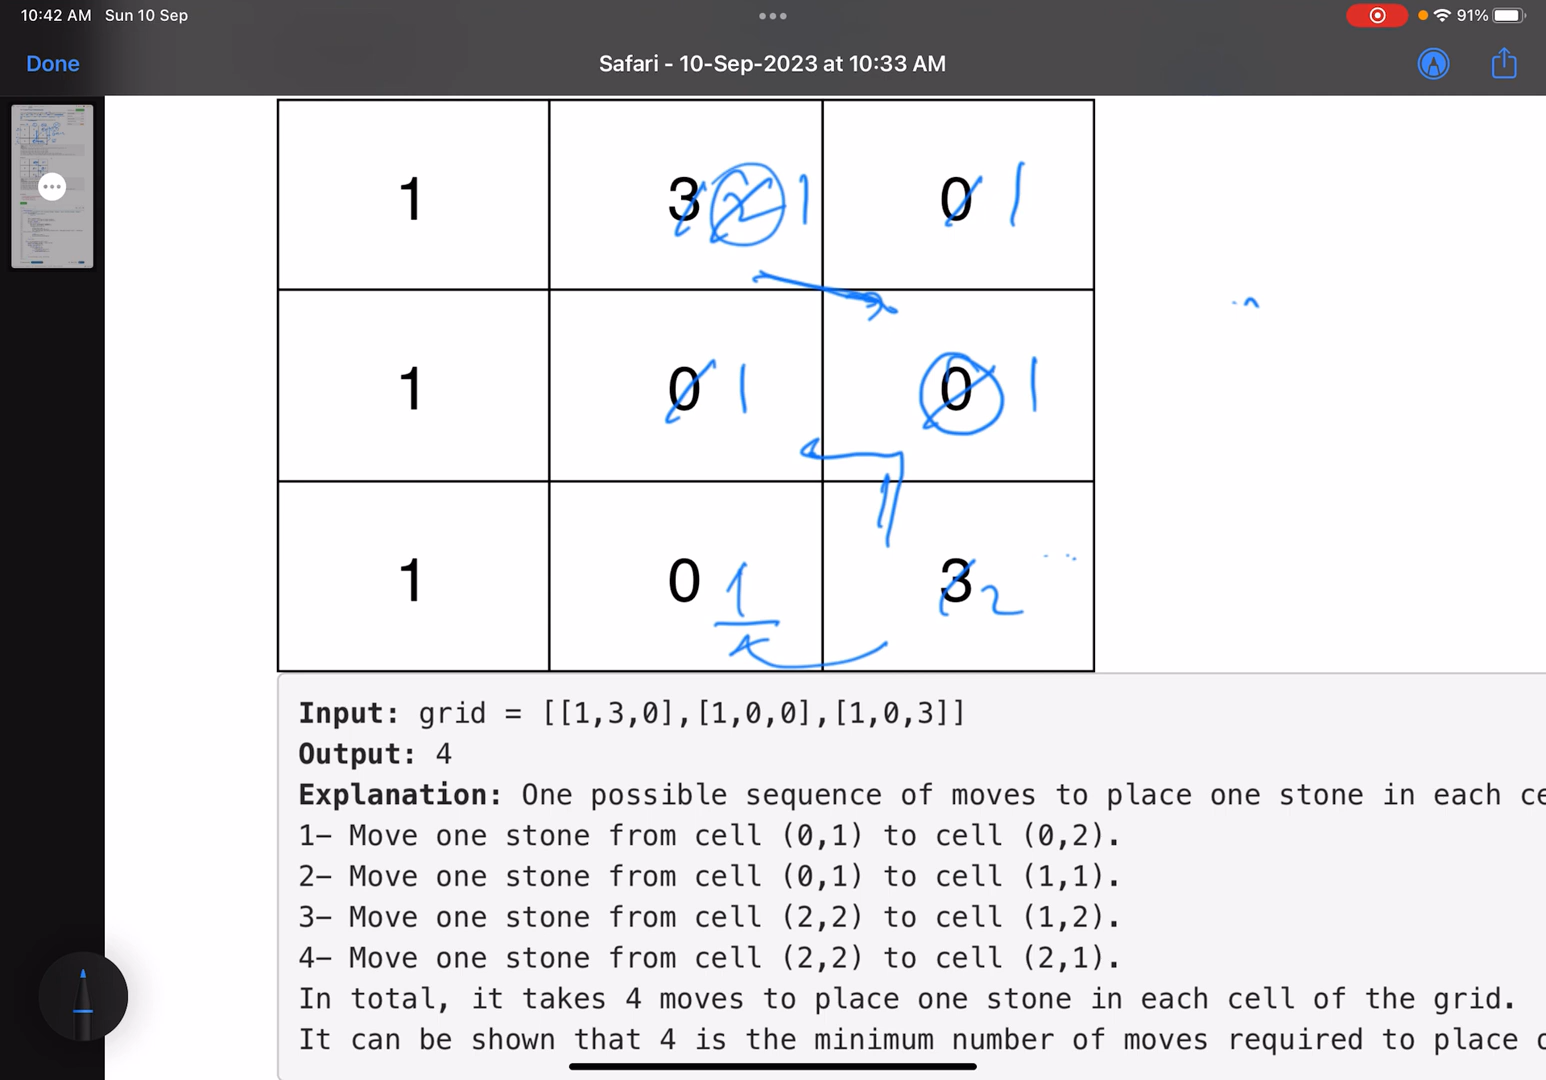 10:42 AM Sun 10 Sep
91%
Done
Safari - 10-Sep-2023 at 10:33 AM
1 3 2 1 0 1
1 0 1 0 1
1 0 1 3 2
Input: grid = [[1,3,0],[1,0,0],[1,0,3]]
Output: 4
Explanation: One possible sequence of moves to place one stone in each ce
1- Move one stone from cell (0,1) to cell (0,2).
2- Move one stone from cell (0,1) to cell (1,1).
3- Move one stone from cell (2,2) to cell (1,2).
4- Move one stone from cell (2,2) to cell (2,1).
In total, it takes 4 moves to place one stone in each cell of the grid.
It can be shown that 4 is the minimum number of moves required to place o